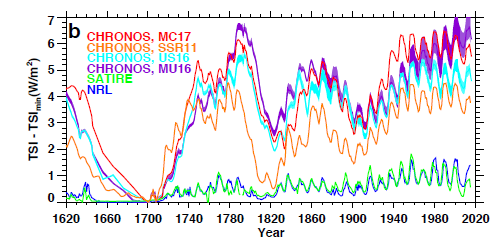 b
CHRONOS, MC17
CHRONOS, SSR11
CHRONOS, US16
CHRONOS, MU16
SATIRE
NRL
TSI - TSImin(W/m2)
7
6
5
4
3
2
1
0
1620 1660 1700 1740 1780 1820 1860 1900 1940 1980 2020
Year